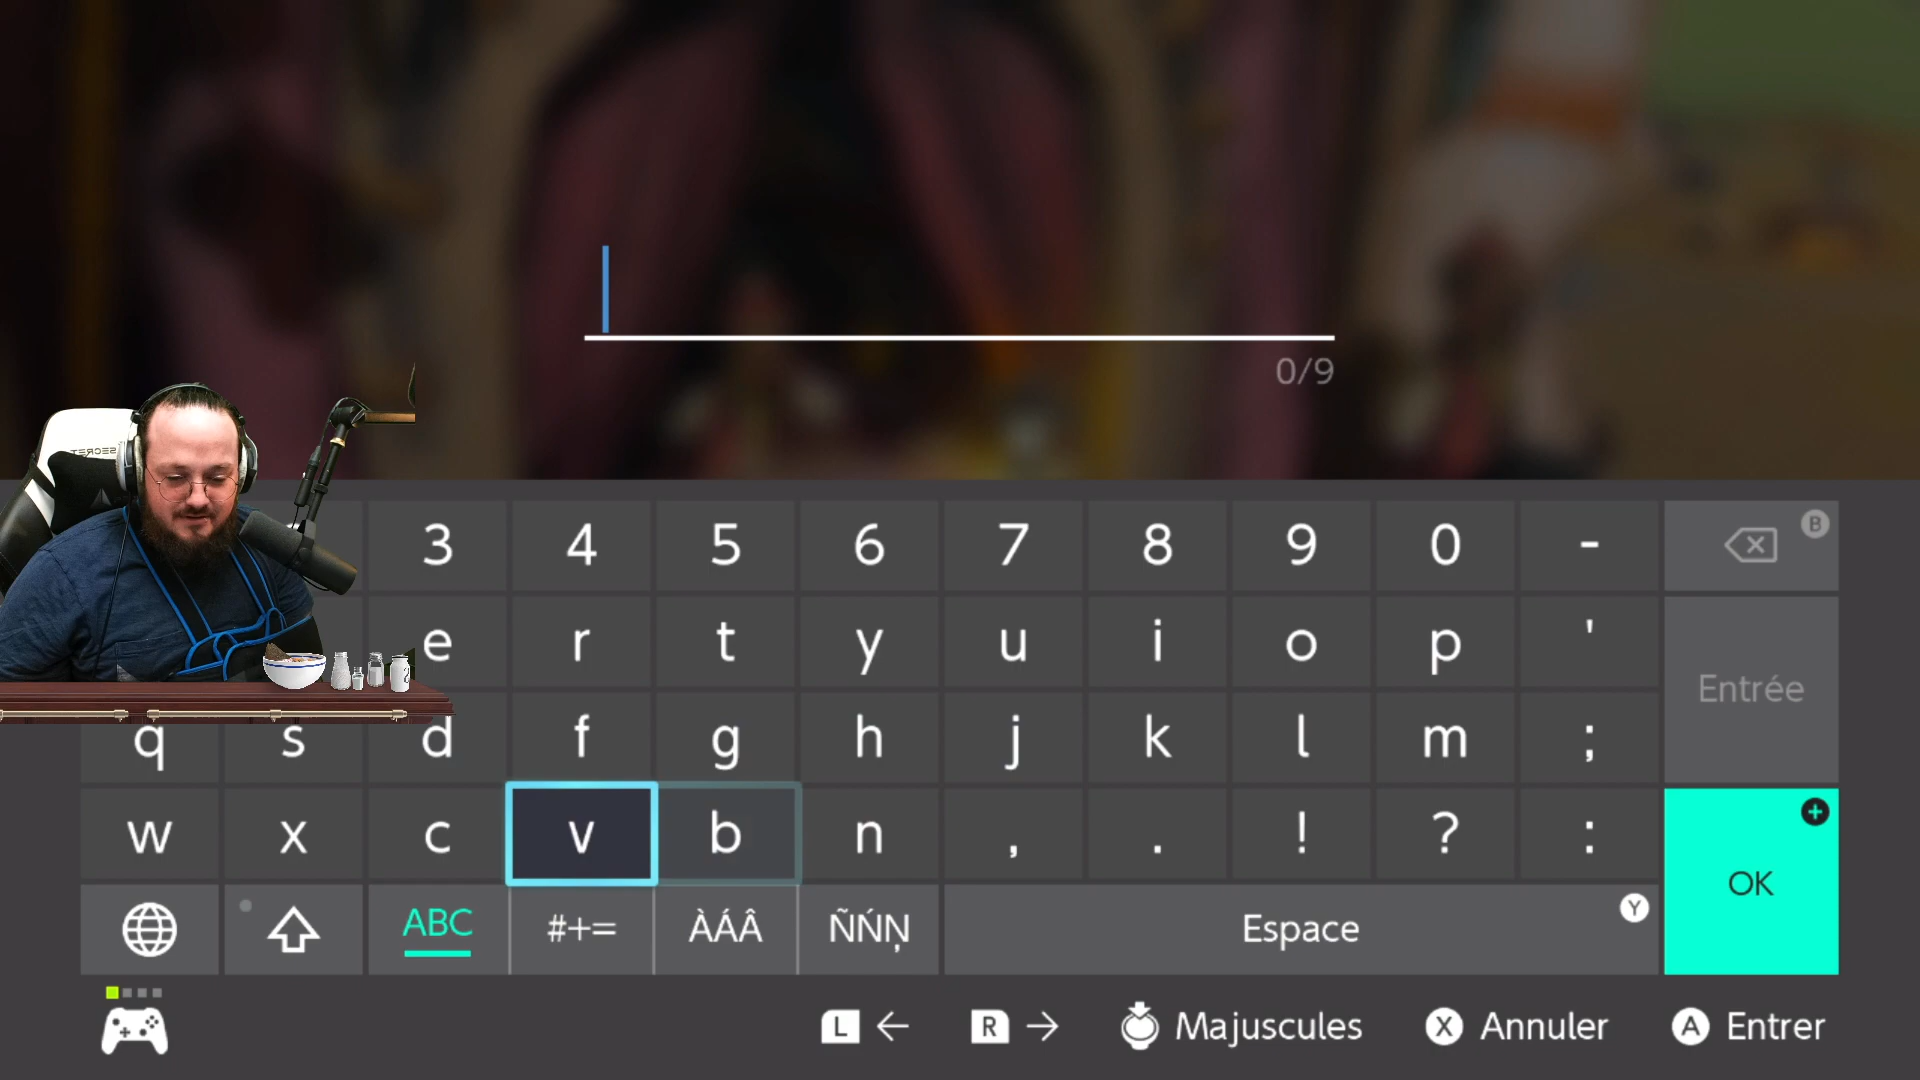 0/9
3 4 5 6 7 8 9 0 - B
e r t y u i o p ' Entrée
q s d f g h j k l m ;
w x c v b n , . ! ? : + OK
ABC #+= ÀÁÂ ÑŃŅ Espace Y
L ← R → Majuscules X Annuler A Entrer